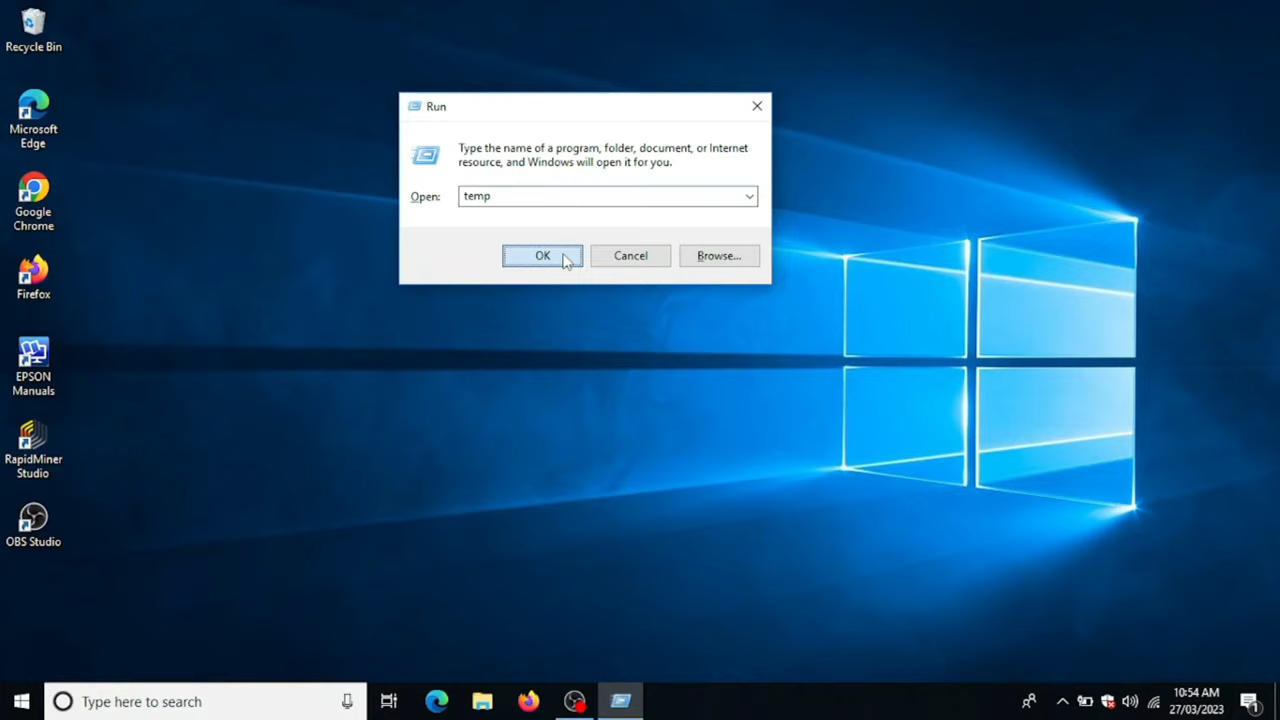 Recycle Bin
Microsoft
Edge
Google
Chrome
Firefox
EPSON
Manuals
RapidMiner
Studio
OBS Studio
Run
Type the name of a program, folder, document, or Internet
resource, and Windows will open it for you.
Open: temp
OK Cancel Browse...
Type here to search
10:54 AM
27/03/2023
1